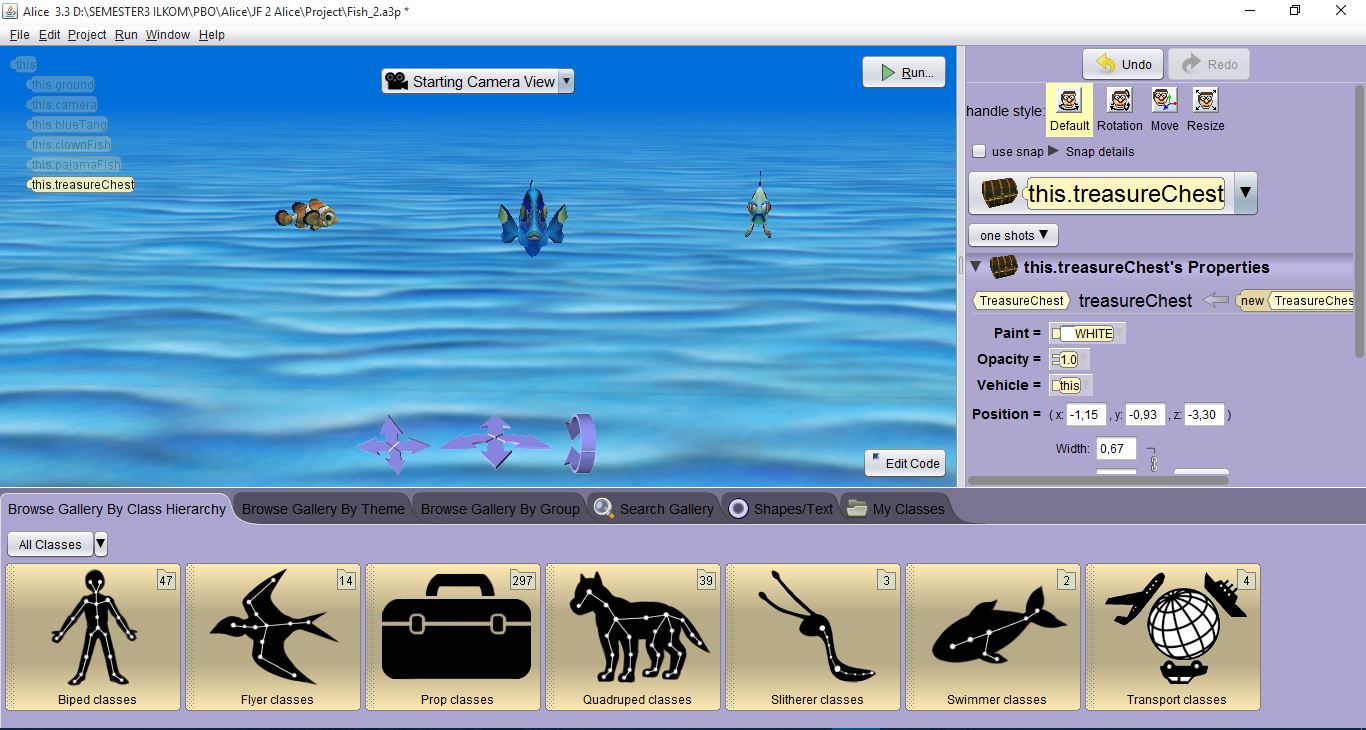 Alice 3.3 D:\SEMESTER3 ILKOM\PBO\Alice\JF 2 Alice\Project\Fish_2.a3p *
File Edit Project Run Window Help
this
this.ground
this.camera
this.blueTang
this.clownFish
this.pajamaFish
this.treasureChest
Starting Camera View
Run...
Edit Code
Undo Redo
handle style:
Default Rotation Move Resize
use snap Snap details
this.treasureChest
one shots
this.treasureChest's Properties
TreasureChest treasureChest new TreasureChes
Paint = WHITE
Opacity = 1.0
Vehicle = this
Position = ( x: -1,15 , y: -0,93 , z: -3,30 )
Width: 0,67
Browse Gallery By Class Hierarchy Browse Gallery By Theme Browse Gallery By Group Search Gallery Shapes/Text My Classes
All Classes
47 14 297 39 3 2 4
Biped classes Flyer classes Prop classes Quadruped classes Slitherer classes Swimmer classes Transport classes